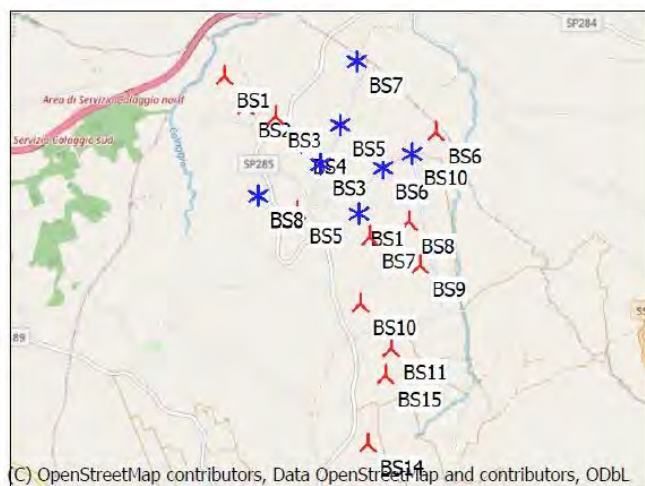 SP284
BS7
Area di Servizio Calaggio nord
BS1
BS2
Servizio Calaggio sud
BS3
BS5
BS6
BS4
SP285
BS10
BS3
BS6
BS8
BS5
BS1
BS8
BS7
BS9
89
BS10
BS11
BS15
BS14
(C) OpenStreetMap contributors, Data OpenStreetMap and contributors, ODbL